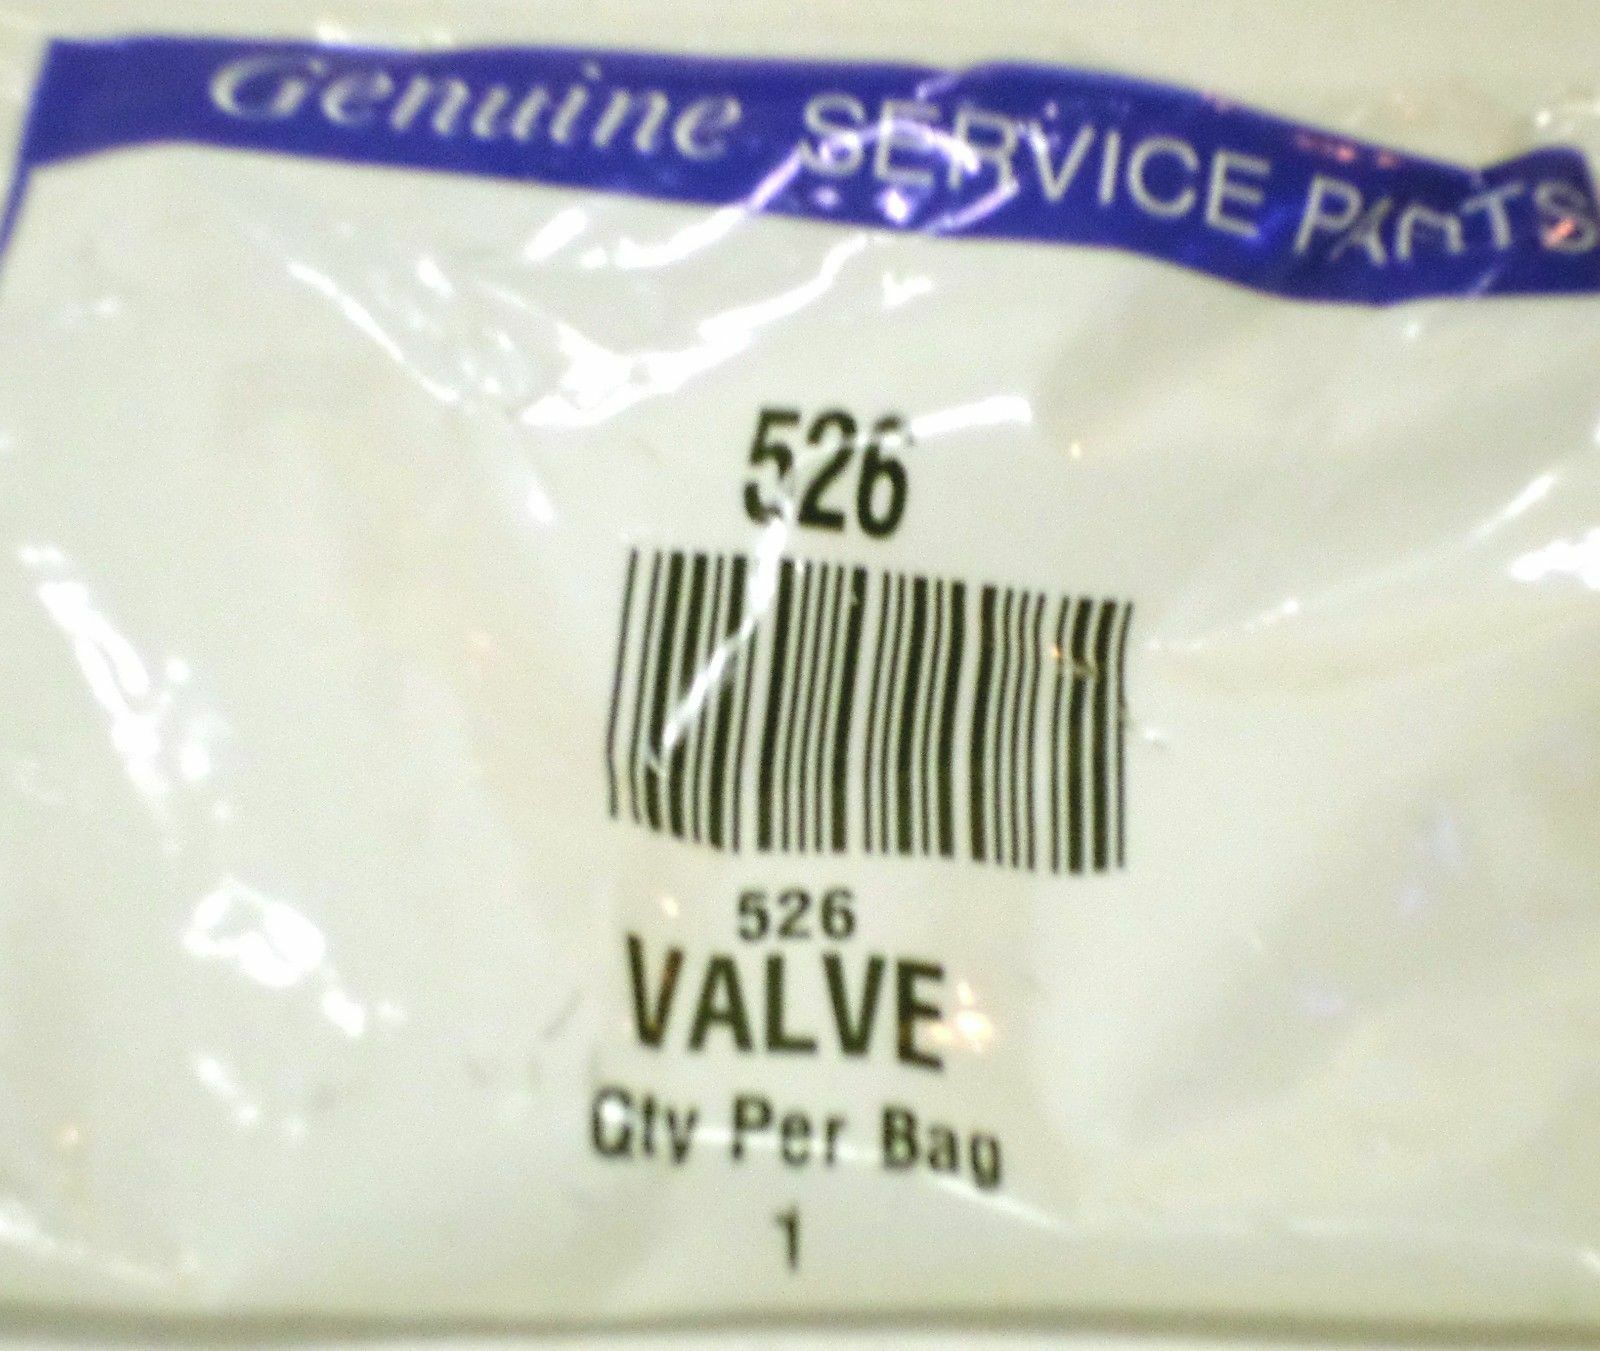 Genuine SERVICE PARTS
526
526
VALVE
Qty Per Bag
1